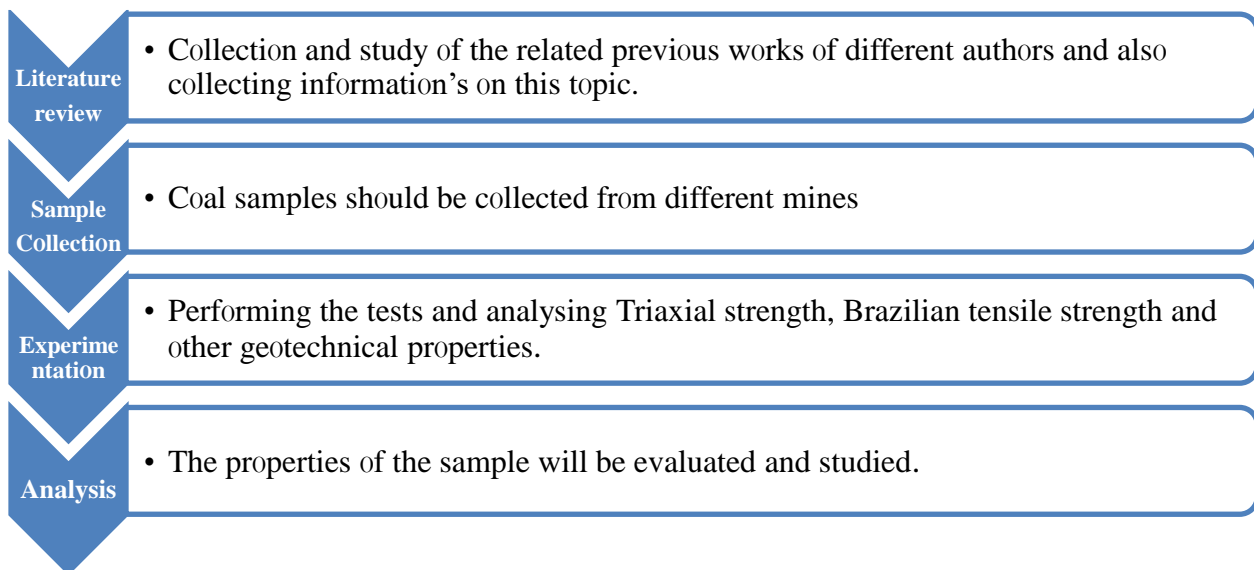 Literature
review
• Collection and study of the related previous works of different authors and also
collecting information's on this topic.
Sample
Collection
• Coal samples should be collected from different mines
Experime
ntation
• Performing the tests and analysing Triaxial strength, Brazilian tensile strength and
other geotechnical properties.
Analysis
• The properties of the sample will be evaluated and studied.